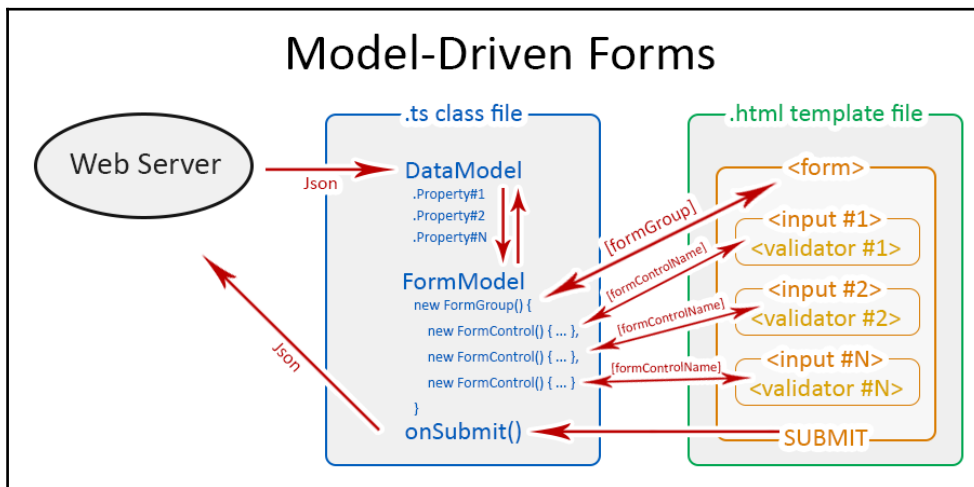 Model-Driven Forms
Web Server
Json
Json
.ts class file
DataModel
.Property#1
.Property#2
.Property#N
FormModel
new FormGroup() {
new FormControl() { ... },
new FormControl() { ... },
new FormControl() { ... }
}
onSubmit()
[formGroup]
[formControlName]
[formControlName]
[formControlName]
.html template file
<form>
<input #1>
<validator #1>
<input #2>
<validator #2>
<input #N>
<validator #N>
SUBMIT